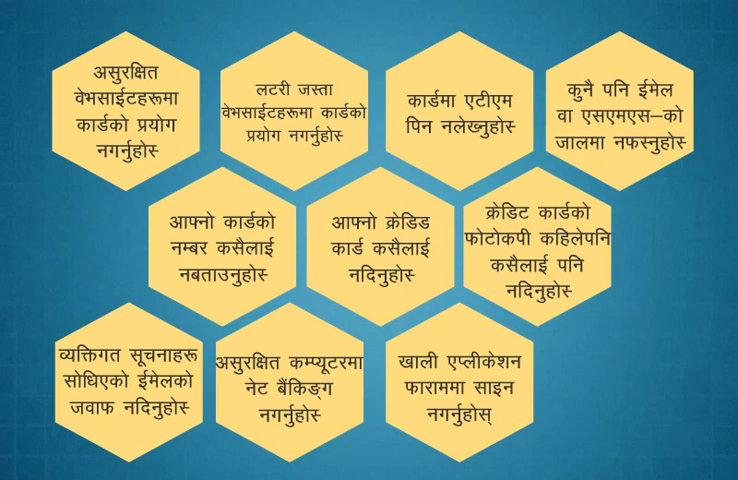 असुरक्षित
वेभसाईटहरूमा
कार्डको प्रयोग
नगर्नुहोस्
लटरी जस्ता
वेभसाईटहरूमा कार्डको
प्रयोग नगर्नुहोस्
कार्डमा एटीएम
पिन नलेख्नुहोस्
कुनै पनि ईमेल
वा एसएमएस–को
जालमा नफस्नुहोस्
आफ्नो कार्डको
नम्बर कसैलाई
नबताउनुहोस्
आफ्नो क्रेडिड
कार्ड कसैलाई
नदिनुहोस्
क्रेडिट कार्डको
फोटोकपी कहिलेपनि
कसैलाई पनि
नदिनुहोस्
व्यक्तिगत सूचनाहरू
सोधिएको ईमेलको
जवाफ नदिनुहोस्
असुरक्षित कम्प्यूटरमा
नेट बैंकिङ्ग
नगर्नुहोस्
खाली एप्लीकेशन
फाराममा साइन
नगर्नुहोस्